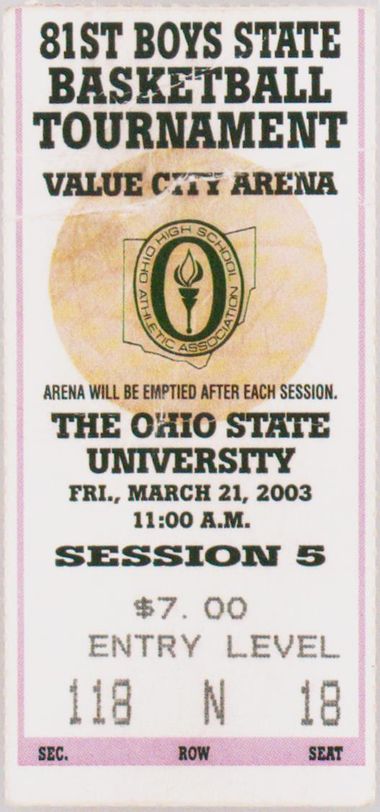 81ST BOYS STATE
BASKETBALL
TOURNAMENT
VALUE CITY ARENA
OHIO HIGH SCHOOL
ATHLETIC ASSOCIATION
ARENA WILL BE EMPTIED AFTER EACH SESSION.
THE OHIO STATE
UNIVERSITY
FRI., MARCH 21, 2003
11:00 A.M.
SESSION 5
$7.00
ENTRY LEVEL
118 N 18
SEC. ROW SEAT